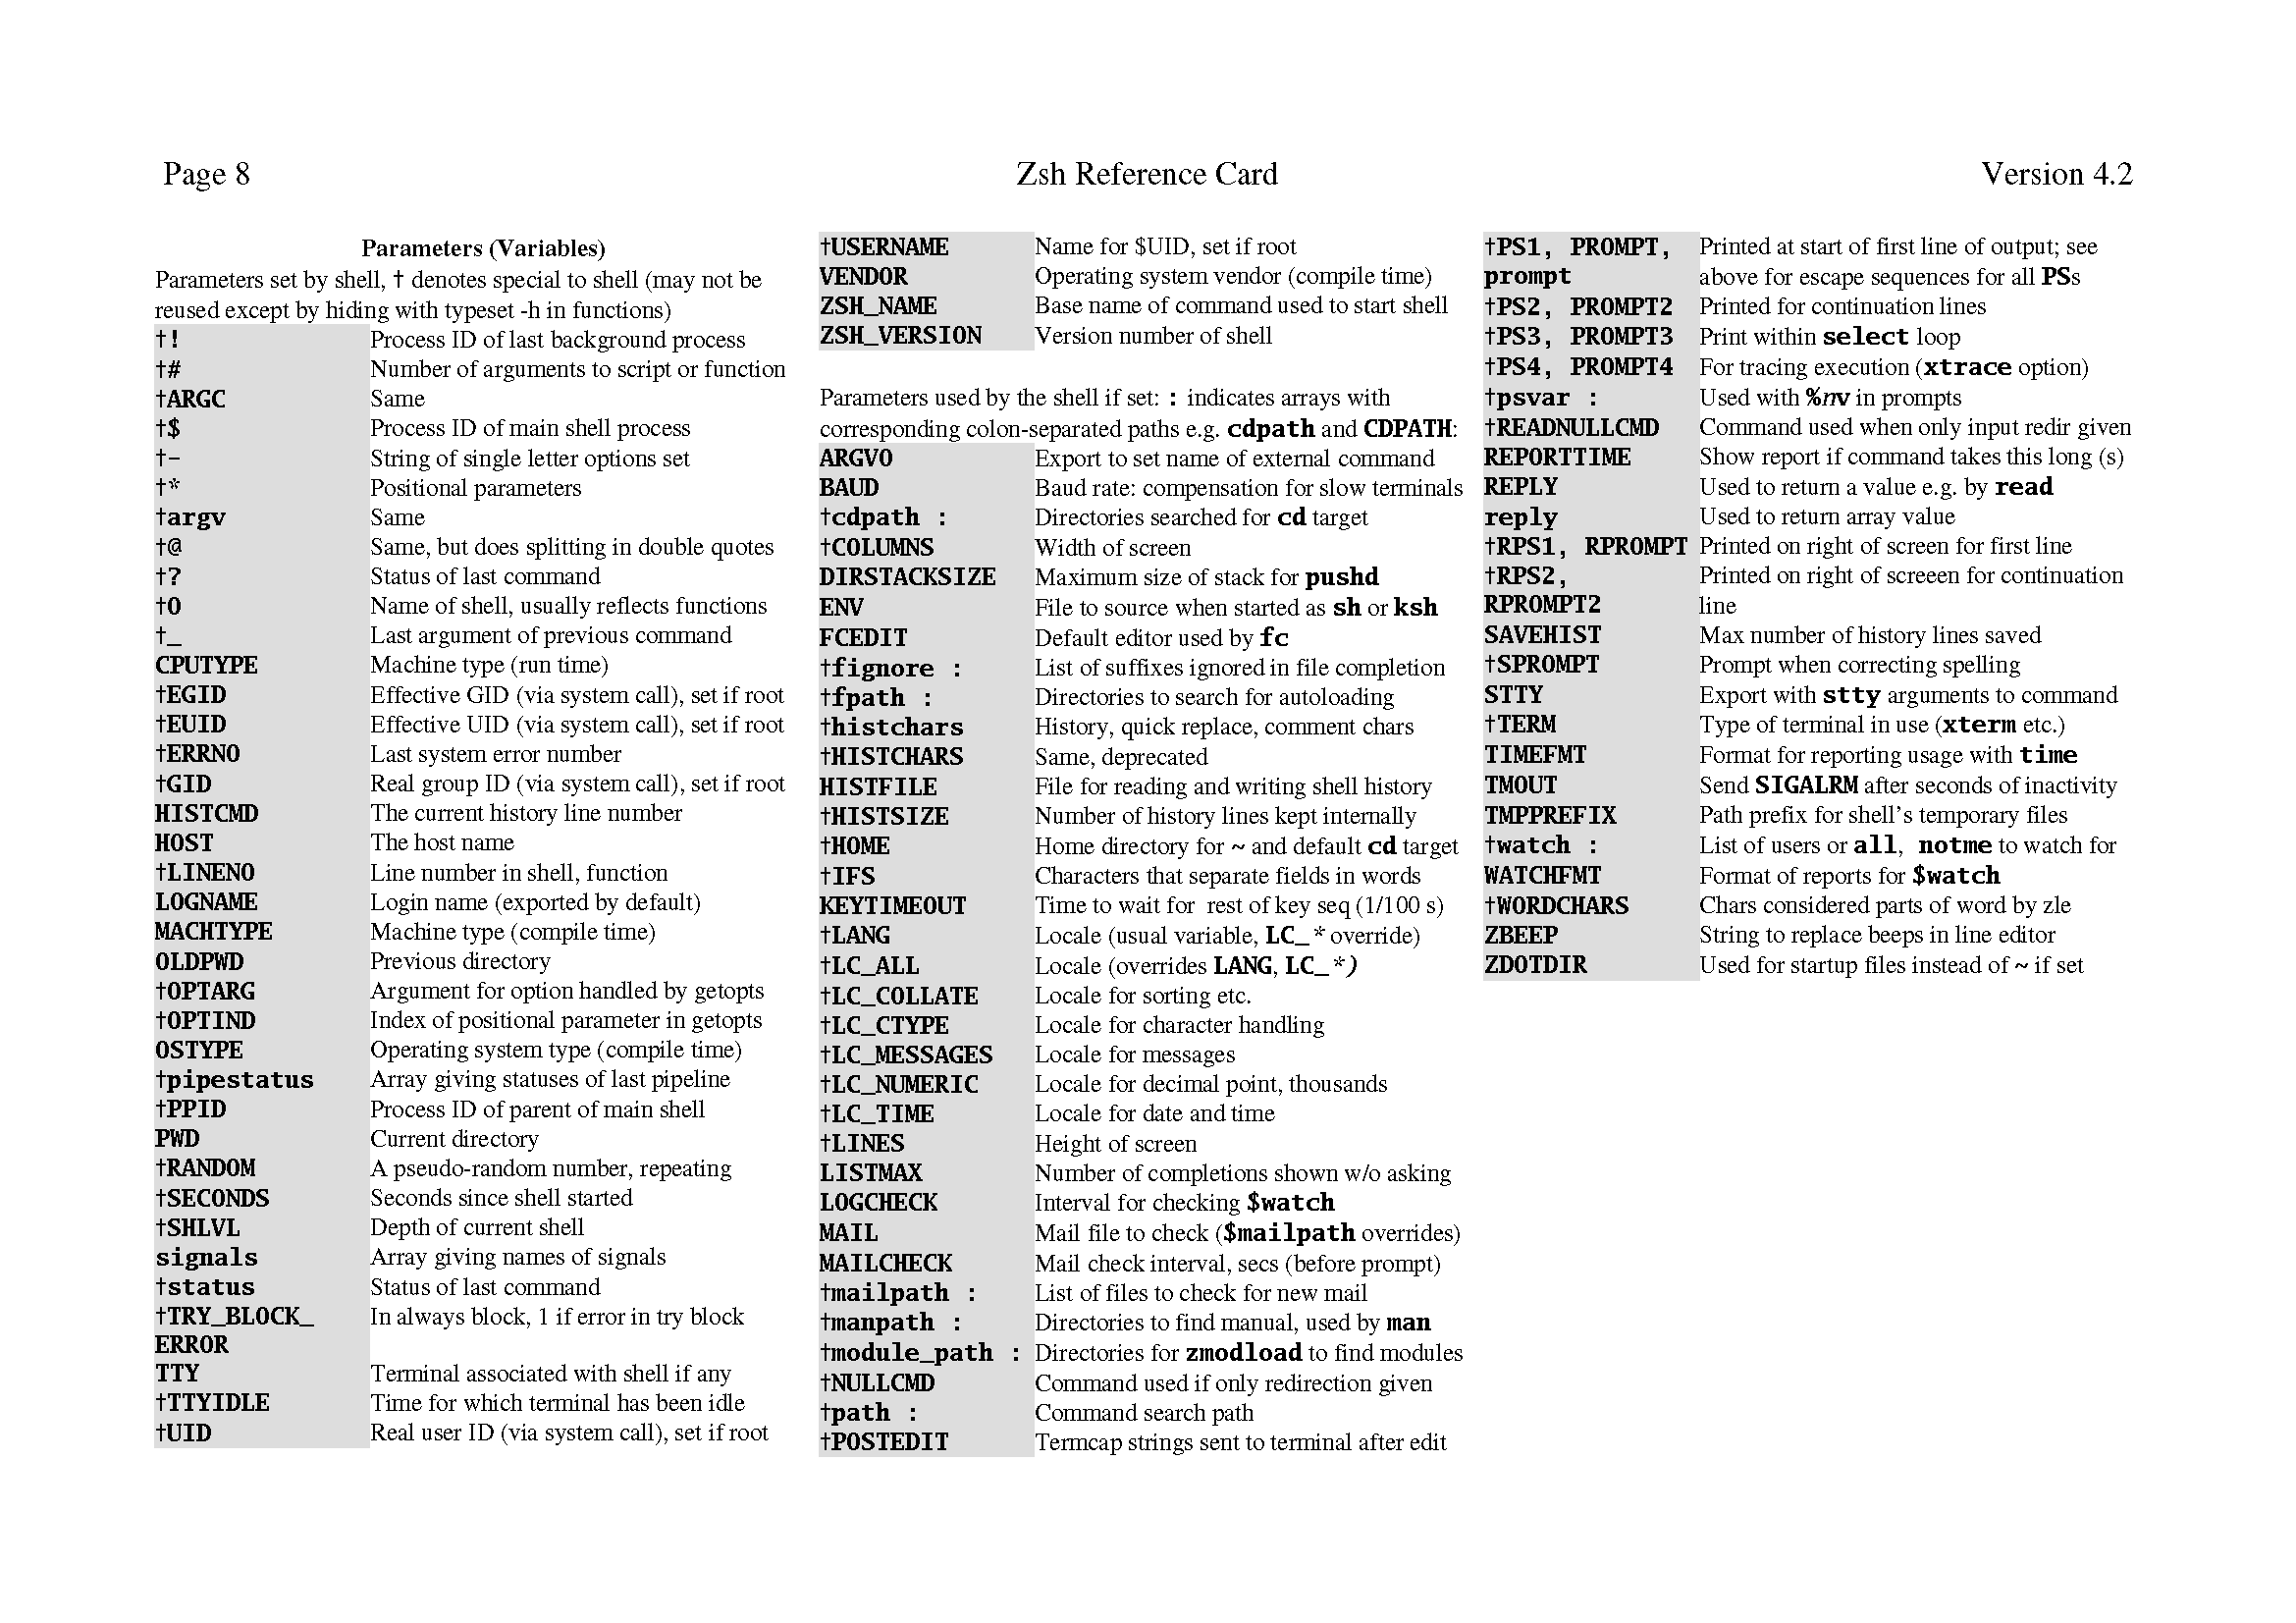 Page 8
Zsh Reference Card
Version 4.2
Parameters (Variables)
Parameters set by shell, † denotes special to shell (may not be
reused except by hiding with typeset -h in functions)
†! Process ID of last background process
†# Number of arguments to script or function
†ARGC Same
†$ Process ID of main shell process
†- String of single letter options set
†* Positional parameters
†argv Same
†@ Same, but does splitting in double quotes
†? Status of last command
†0 Name of shell, usually reflects functions
†_ Last argument of previous command
CPUTYPE Machine type (run time)
†EGID Effective GID (via system call), set if root
†EUID Effective UID (via system call), set if root
†ERRNO Last system error number
†GID Real group ID (via system call), set if root
HISTCMD The current history line number
HOST The host name
†LINENO Line number in shell, function
LOGNAME Login name (exported by default)
MACHTYPE Machine type (compile time)
OLDPWD Previous directory
†OPTARG Argument for option handled by getopts
†OPTIND Index of positional parameter in getopts
OSTYPE Operating system type (compile time)
†pipestatus Array giving statuses of last pipeline
†PPID Process ID of parent of main shell
PWD Current directory
†RANDOM A pseudo-random number, repeating
†SECONDS Seconds since shell started
†SHLVL Depth of current shell
signals Array giving names of signals
†status Status of last command
†TRY_BLOCK_ In always block, 1 if error in try block
ERROR
TTY Terminal associated with shell if any
†TTYIDLE Time for which terminal has been idle
†UID Real user ID (via system call), set if root
†USERNAME Name for $UID, set if root
VENDOR Operating system vendor (compile time)
ZSH_NAME Base name of command used to start shell
ZSH_VERSION Version number of shell
Parameters used by the shell if set: : indicates arrays with
corresponding colon-separated paths e.g. cdpath and CDPATH:
ARGV0 Export to set name of external command
BAUD Baud rate: compensation for slow terminals
†cdpath : Directories searched for cd target
†COLUMNS Width of screen
DIRSTACKSIZE Maximum size of stack for pushd
ENV File to source when started as sh or ksh
FCEDIT Default editor used by fc
†fignore : List of suffixes ignored in file completion
†fpath : Directories to search for autoloading
†histchars History, quick replace, comment chars
†HISTCHARS Same, deprecated
HISTFILE File for reading and writing shell history
†HISTSIZE Number of history lines kept internally
†HOME Home directory for ~ and default cd target
†IFS Characters that separate fields in words
KEYTIMEOUT Time to wait for rest of key seq (1/100 s)
†LANG Locale (usual variable, LC_* override)
†LC_ALL Locale (overrides LANG, LC_*)
†LC_COLLATE Locale for sorting etc.
†LC_CTYPE Locale for character handling
†LC_MESSAGES Locale for messages
†LC_NUMERIC Locale for decimal point, thousands
†LC_TIME Locale for date and time
†LINES Height of screen
LISTMAX Number of completions shown w/o asking
LOGCHECK Interval for checking $watch
MAIL Mail file to check ($mailpath overrides)
MAILCHECK Mail check interval, secs (before prompt)
†mailpath : List of files to check for new mail
†manpath : Directories to find manual, used by man
†module_path : Directories for zmodload to find modules
†NULLCMD Command used if only redirection given
†path : Command search path
†POSTEDIT Termcap strings sent to terminal after edit
†PS1, PROMPT, Printed at start of first line of output; see
prompt above for escape sequences for all PSs
†PS2, PROMPT2 Printed for continuation lines
†PS3, PROMPT3 Print within select loop
†PS4, PROMPT4 For tracing execution (xtrace option)
†psvar : Used with %nv in prompts
†READNULLCMD Command used when only input redir given
REPORTTIME Show report if command takes this long (s)
REPLY Used to return a value e.g. by read
reply Used to return array value
†RPS1, RPROMPT Printed on right of screen for first line
†RPS2, Printed on right of screeen for continuation
RPROMPT2 line
SAVEHIST Max number of history lines saved
†SPROMPT Prompt when correcting spelling
STTY Export with stty arguments to command
†TERM Type of terminal in use (xterm etc.)
TIMEFMT Format for reporting usage with time
TMOUT Send SIGALRM after seconds of inactivity
TMPPREFIX Path prefix for shell's temporary files
†watch : List of users or all, notme to watch for
WATCHFMT Format of reports for $watch
†WORDCHARS Chars considered parts of word by zle
ZBEEP String to replace beeps in line editor
ZDOTDIR Used for startup files instead of ~ if set